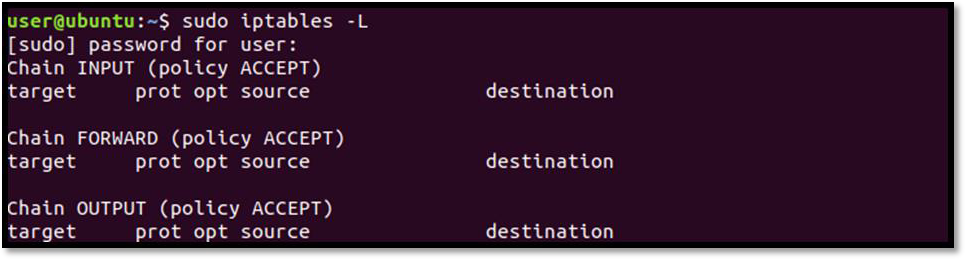 user@ubuntu:~$ sudo iptables -L
[sudo] password for user:
Chain INPUT (policy ACCEPT)
target     prot opt source               destination
Chain FORWARD (policy ACCEPT)
target     prot opt source               destination
Chain OUTPUT (policy ACCEPT)
target     prot opt source               destination